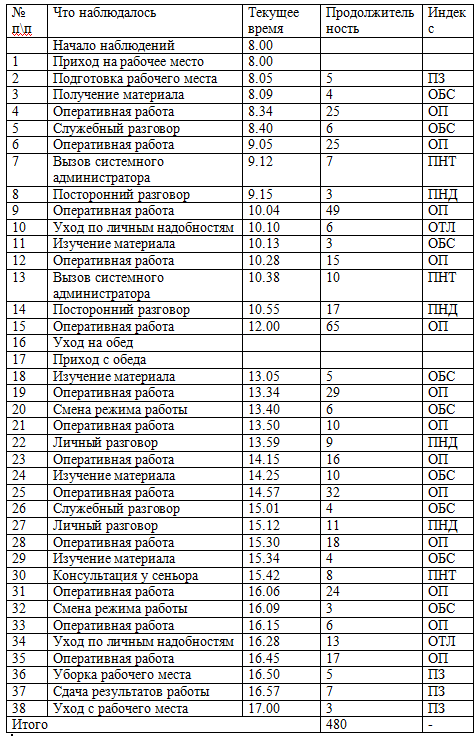 № п\п Что наблюдалось Текущее время Продолжитель ность Индек с
Начало наблюдений 8.00
1 Приход на рабочее место 8.00
2 Подготовка рабочего места 8.05 5 ПЗ
3 Получение материала 8.09 4 ОБС
4 Оперативная работа 8.34 25 ОП
5 Служебный разговор 8.40 6 ОБС
6 Оперативная работа 9.05 25 ОП
7 Вызов системного администратора 9.12 7 ПНТ
8 Посторонний разговор 9.15 3 ПНД
9 Оперативная работа 10.04 49 ОП
10 Уход по личным надобностям 10.10 6 ОТЛ
11 Изучение материала 10.13 3 ОБС
12 Оперативная работа 10.28 15 ОП
13 Вызов системного администратора 10.38 10 ПНТ
14 Посторонний разговор 10.55 17 ПНД
15 Оперативная работа 12.00 65 ОП
16 Уход на обед
17 Приход с обеда
18 Изучение материала 13.05 5 ОБС
19 Оперативная работа 13.34 29 ОП
20 Смена режима работы 13.40 6 ОБС
21 Оперативная работа 13.50 10 ОП
22 Личный разговор 13.59 9 ПНД
23 Оперативная работа 14.15 16 ОП
24 Изучение материала 14.25 10 ОБС
25 Оперативная работа 14.57 32 ОП
26 Служебный разговор 15.01 4 ОБС
27 Личный разговор 15.12 11 ПНД
28 Оперативная работа 15.30 18 ОП
29 Изучение материала 15.34 4 ОБС
30 Консультация у сеньора 15.42 8 ПНТ
31 Оперативная работа 16.06 24 ОП
32 Смена режима работы 16.09 3 ОБС
33 Оперативная работа 16.15 6 ОП
34 Уход по личным надобностям 16.28 13 ОТЛ
35 Оперативная работа 16.45 17 ОП
36 Уборка рабочего места 16.50 5 ПЗ
37 Сдача результатов работы 16.57 7 ПЗ
38 Уход с рабочего места 17.00 3 ПЗ
Итого 480 -